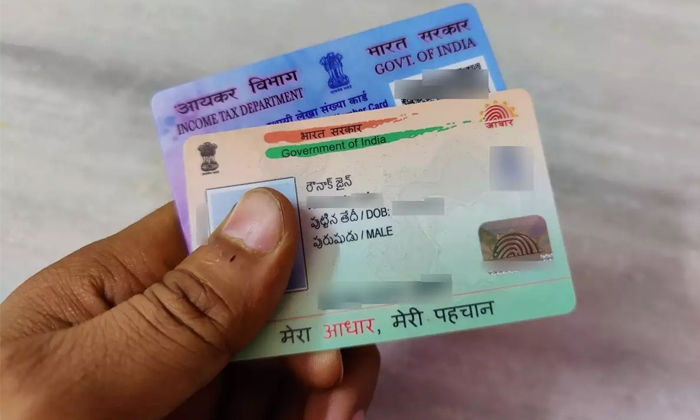 आयकर विभाग
INCOME TAX DEPARTMENT
भारत सरकार
GOVT. OF INDIA
स्थायी लेखा संख्या कार्ड
Card
भारत सरकार
Government of India
आधार
రౌనాక్ జైన్
పుట్టిన తేదీ / DOB:
పురుషుడు / MALE
मेरा आधार, मेरी पहचान